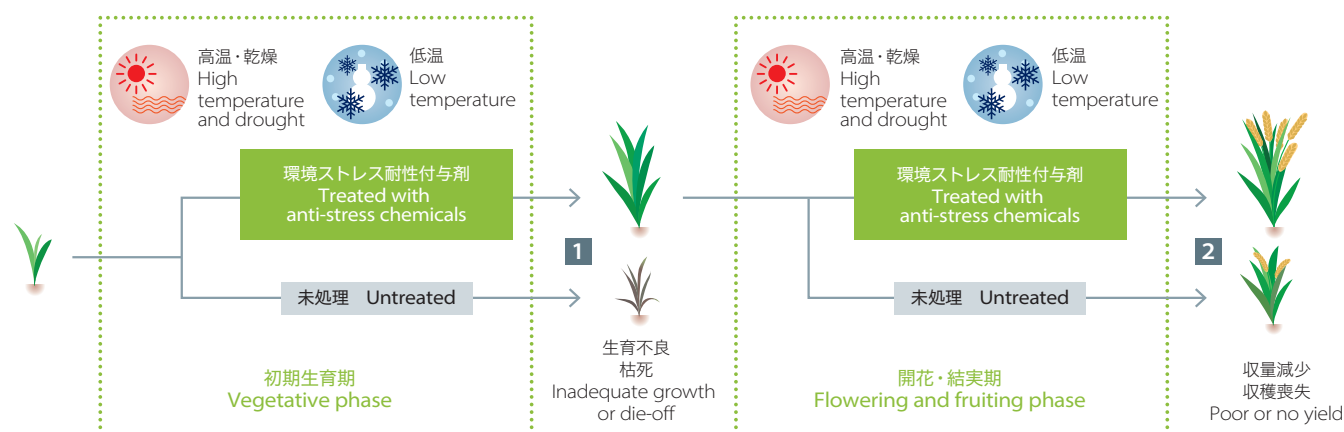 高温・乾燥
High
temperature
and drought
低温
Low
temperature
環境ストレス耐性付与剤
Treated with
anti-stress chemicals
未処理 Untreated
初期生育期
Vegetative phase
1
生育不良
枯死
Inadequate growth
or die-off
高温・乾燥
High
temperature
and drought
低温
Low
temperature
環境ストレス耐性付与剤
Treated with
anti-stress chemicals
未処理 Untreated
開花・結実期
Flowering and fruiting phase
2
収量減少
収穫喪失
Poor or no yield